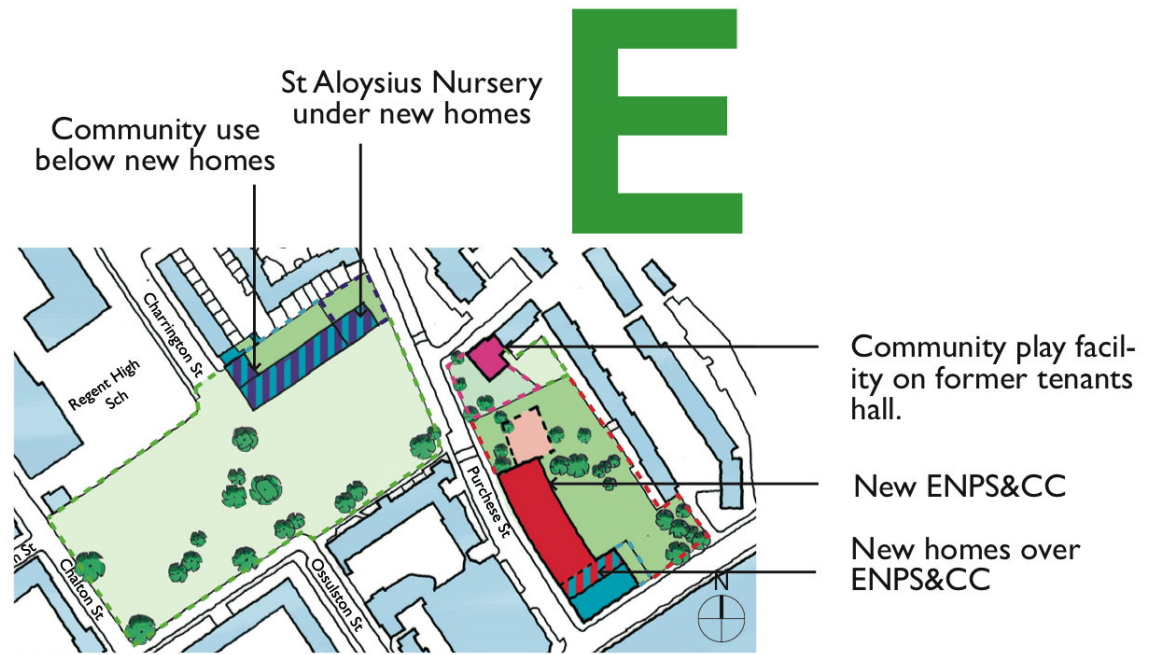 E
St Aloysius Nursery
under new homes
Community use
below new homes
Charrington St
Regent High
Sch
Community play facil-
ity on former tenants
hall.
Purchese St
New ENPS&CC
New homes over
ENPS&CC
St
Chalton St
Ossulston St
N